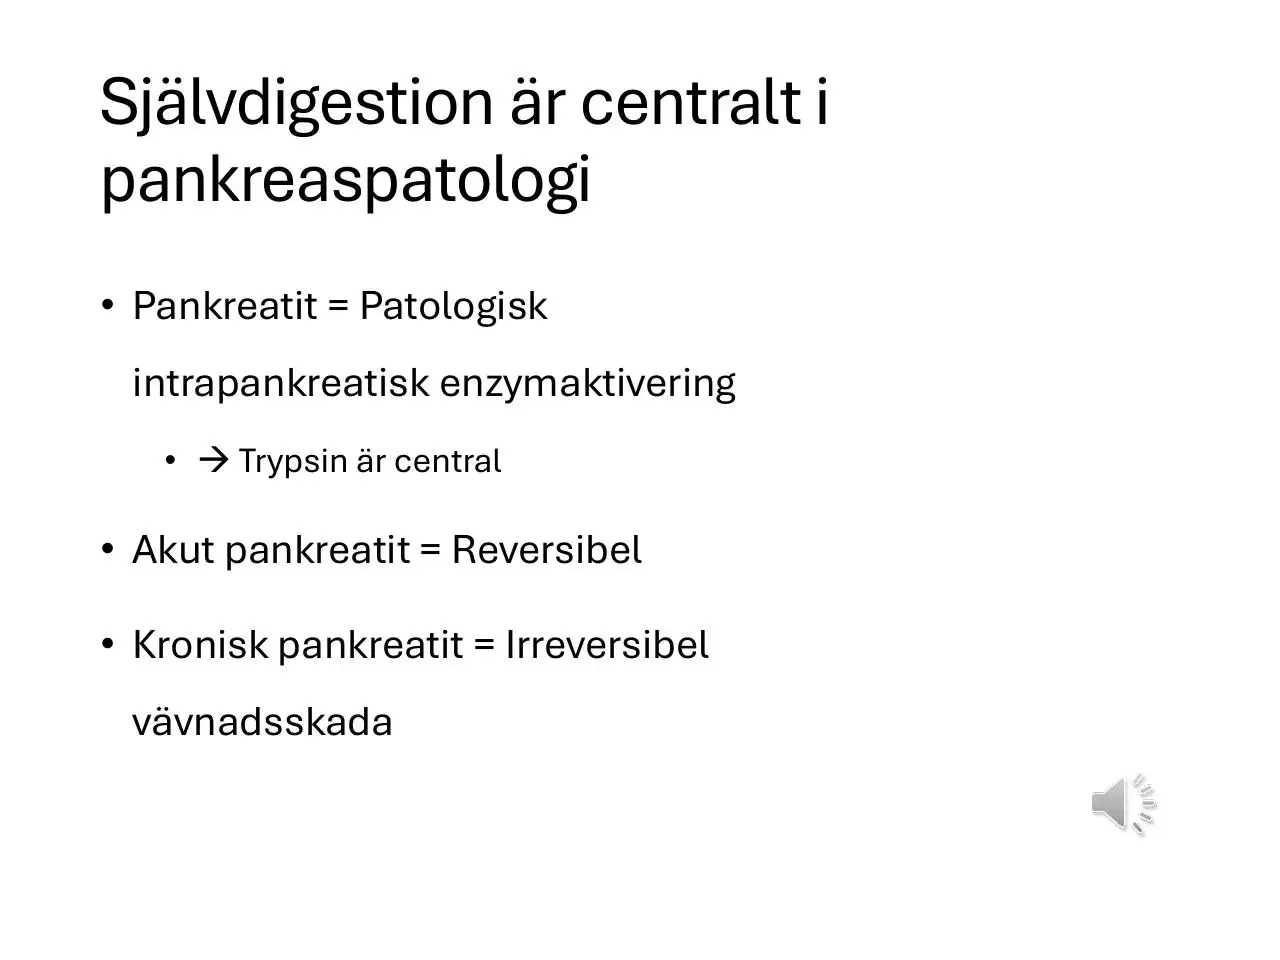 Självdigestion är centralt i
pankreaspatologi
• Pankreatit = Patologisk
intrapankreatisk enzymaktivering
• → Trypsin är central
• Akut pankreatit = Reversibel
• Kronisk pankreatit = Irreversibel
vävnadsskada